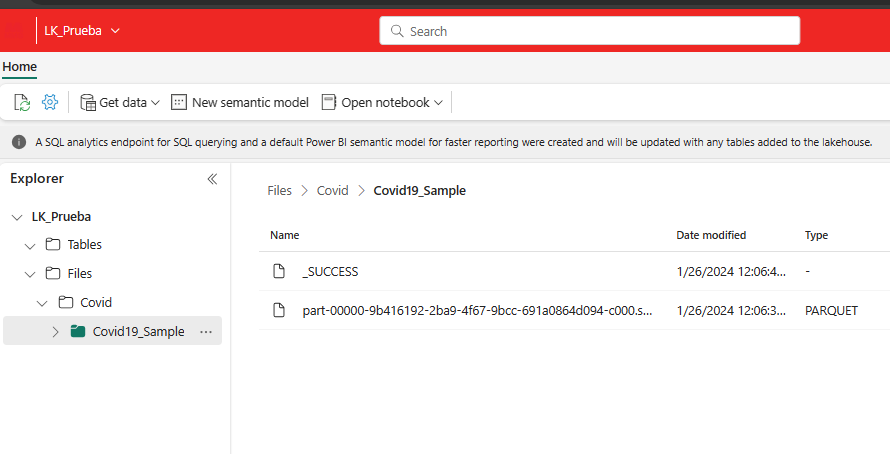 LK_Prueba
Search
Home
Get data
New semantic model
Open notebook
A SQL analytics endpoint for SQL querying and a default Power BI semantic model for faster reporting were created and will be updated with any tables added to the lakehouse.
Explorer
LK_Prueba
Tables
Files
Covid
Covid19_Sample
Files > Covid > Covid19_Sample
Name Date modified Type
_SUCCESS 1/26/2024 12:06:4... -
part-00000-9b416192-2ba9-4f67-9bcc-691a0864d094-c000.s... 1/26/2024 12:06:3... PARQUET